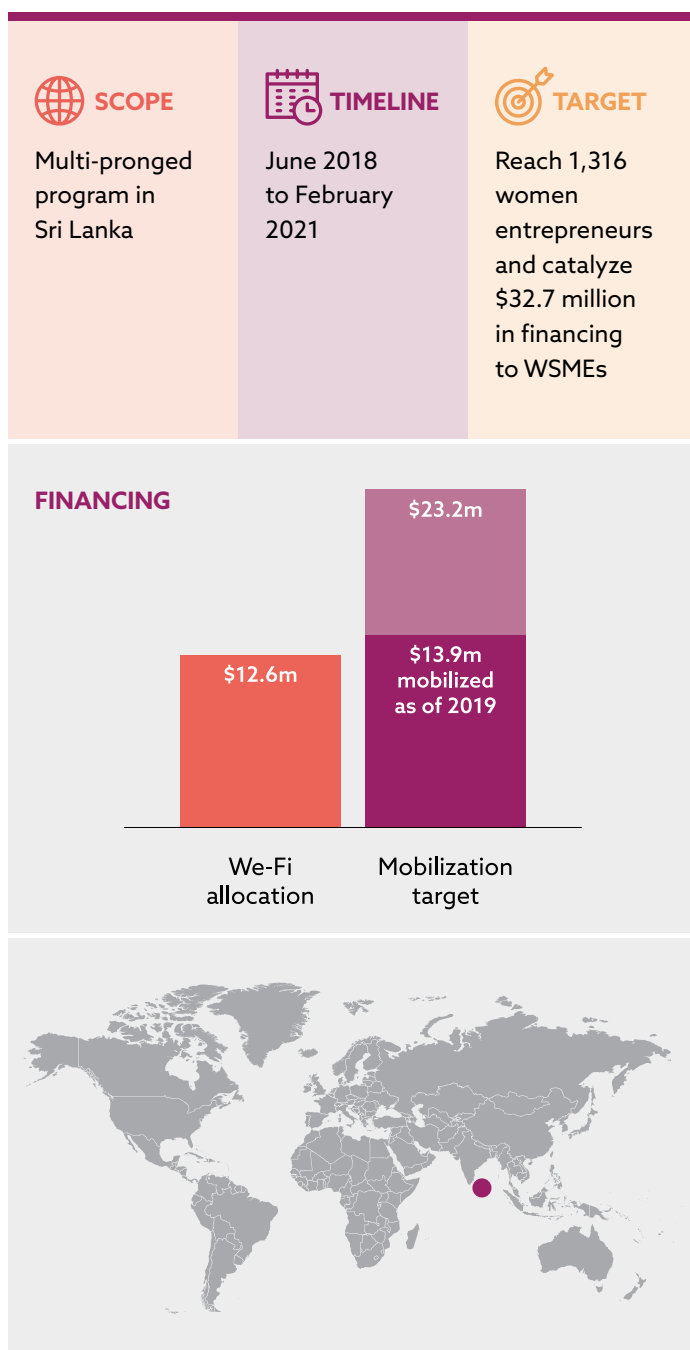 SCOPE
Multi-pronged
program in
Sri Lanka
TIMELINE
June 2018
to February
2021
TARGET
Reach 1,316
women
entrepreneurs
and catalyze
$32.7 million
in financing
to WSMEs
FINANCING
$12.6m
$23.2m
$13.9m
mobilized
as of 2019
We-Fi
allocation
Mobilization
target